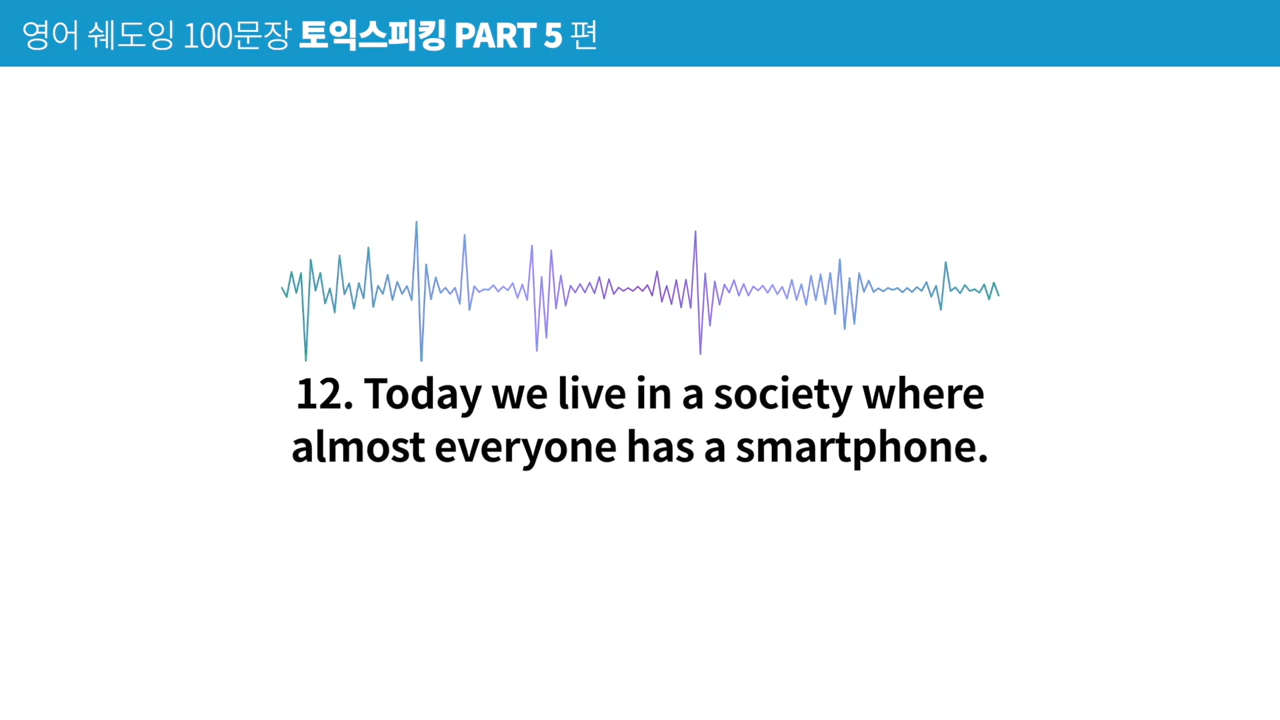 영어 쉐도잉 100문장 토익스피킹 PART 5 편
12. Today we live in a society where
almost everyone has a smartphone.